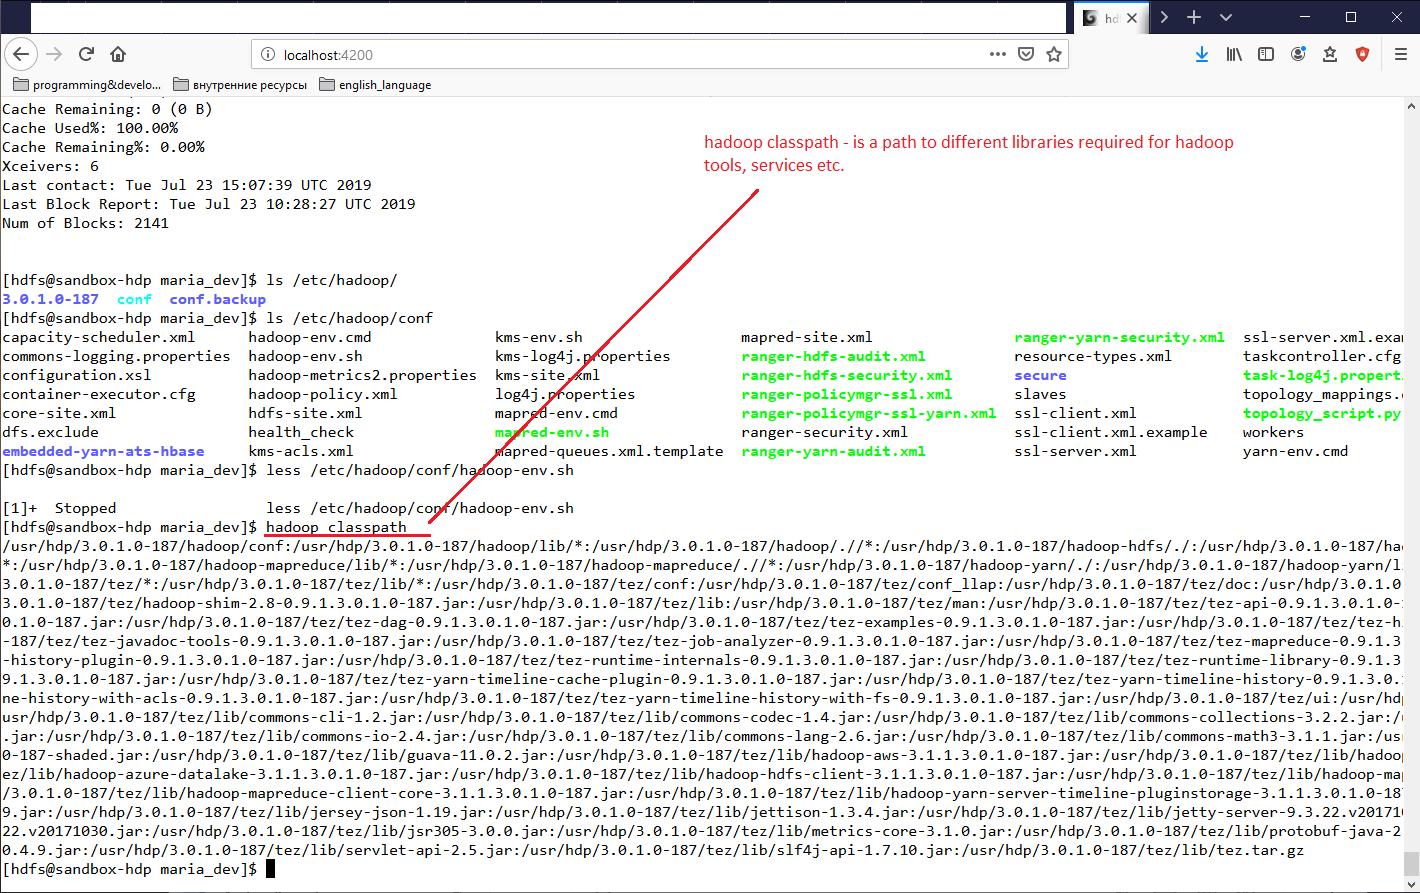 hd
localhost:4200
programming&develo... внутренние ресурсы english_language
Cache Remaining: 0 (0 B)
Cache Used%: 100.00%
Cache Remaining%: 0.00%
Xceivers: 6
Last contact: Tue Jul 23 15:07:39 UTC 2019
Last Block Report: Tue Jul 23 10:28:27 UTC 2019
Num of Blocks: 2141
hadoop classpath - is a path to different libraries required for hadoop
tools, services etc.
[hdfs@sandbox-hdp maria_dev]$ ls /etc/hadoop/
3.0.1.0-187 conf conf.backup
[hdfs@sandbox-hdp maria_dev]$ ls /etc/hadoop/conf
capacity-scheduler.xml hadoop-env.cmd kms-env.sh mapred-site.xml ranger-yarn-security.xml ssl-server.xml.exa
commons-logging.properties hadoop-env.sh kms-log4j.properties ranger-hdfs-audit.xml resource-types.xml taskcontroller.cfg
configuration.xsl hadoop-metrics2.properties kms-site.xml ranger-hdfs-security.xml secure task-log4j.propert
container-executor.cfg hadoop-policy.xml log4j.properties ranger-policymgr-ssl.xml slaves topology_mappings.
core-site.xml hdfs-site.xml mapred-env.cmd ranger-policymgr-ssl-yarn.xml ssl-client.xml topology_script.py
dfs.exclude health_check mapred-env.sh ranger-security.xml ssl-client.xml.example workers
embedded-yarn-ats-hbase kms-acls.xml mapred-queues.xml.template ranger-yarn-audit.xml ssl-server.xml yarn-env.cmd
[hdfs@sandbox-hdp maria_dev]$ less /etc/hadoop/conf/hadoop-env.sh
[1]+ Stopped less /etc/hadoop/conf/hadoop-env.sh
[hdfs@sandbox-hdp maria_dev]$ hadoop classpath
/usr/hdp/3.0.1.0-187/hadoop/conf:/usr/hdp/3.0.1.0-187/hadoop/lib/*:/usr/hdp/3.0.1.0-187/hadoop/.//*:/usr/hdp/3.0.1.0-187/hadoop-hdfs/./:/usr/hdp/3.0.1.0-187/ha
*:/usr/hdp/3.0.1.0-187/hadoop-mapreduce/lib/*:/usr/hdp/3.0.1.0-187/hadoop-mapreduce/.//*:/usr/hdp/3.0.1.0-187/hadoop-yarn/./:/usr/hdp/3.0.1.0-187/hadoop-yarn/l
3.0.1.0-187/tez/*:/usr/hdp/3.0.1.0-187/tez/lib/*:/usr/hdp/3.0.1.0-187/tez/conf:/usr/hdp/3.0.1.0-187/tez/conf_llap:/usr/hdp/3.0.1.0-187/tez/doc:/usr/hdp/3.0.1.0
3.0.1.0-187/tez/hadoop-shim-2.8-0.9.1.3.0.1.0-187.jar:/usr/hdp/3.0.1.0-187/tez/lib:/usr/hdp/3.0.1.0-187/tez/man:/usr/hdp/3.0.1.0-187/tez/tez-api-0.9.1.3.0.1.0-
0.1.0-187.jar:/usr/hdp/3.0.1.0-187/tez/tez-dag-0.9.1.3.0.1.0-187.jar:/usr/hdp/3.0.1.0-187/tez/tez-examples-0.9.1.3.0.1.0-187.jar:/usr/hdp/3.0.1.0-187/tez/tez-h
-187/tez/tez-javadoc-tools-0.9.1.3.0.1.0-187.jar:/usr/hdp/3.0.1.0-187/tez/tez-job-analyzer-0.9.1.3.0.1.0-187.jar:/usr/hdp/3.0.1.0-187/tez/tez-mapreduce-0.9.1.3
-history-plugin-0.9.1.3.0.1.0-187.jar:/usr/hdp/3.0.1.0-187/tez/tez-runtime-internals-0.9.1.3.0.1.0-187.jar:/usr/hdp/3.0.1.0-187/tez/tez-runtime-library-0.9.1.3
9.1.3.0.1.0-187.jar:/usr/hdp/3.0.1.0-187/tez/tez-yarn-timeline-cache-plugin-0.9.1.3.0.1.0-187.jar:/usr/hdp/3.0.1.0-187/tez/tez-yarn-timeline-history-0.9.1.3.0.1
ne-history-with-acls-0.9.1.3.0.1.0-187.jar:/usr/hdp/3.0.1.0-187/tez/tez-yarn-timeline-history-with-fs-0.9.1.3.0.1.0-187.jar:/usr/hdp/3.0.1.0-187/tez/ui:/usr/hdp
usr/hdp/3.0.1.0-187/tez/lib/commons-cli-1.2.jar:/usr/hdp/3.0.1.0-187/tez/lib/commons-codec-1.4.jar:/usr/hdp/3.0.1.0-187/tez/lib/commons-collections-3.2.2.jar:/
.jar:/usr/hdp/3.0.1.0-187/tez/lib/commons-io-2.4.jar:/usr/hdp/3.0.1.0-187/tez/lib/commons-lang-2.6.jar:/usr/hdp/3.0.1.0-187/tez/lib/commons-math3-3.1.1.jar:/us
0-187-shaded.jar:/usr/hdp/3.0.1.0-187/tez/lib/guava-11.0.2.jar:/usr/hdp/3.0.1.0-187/tez/lib/hadoop-aws-3.1.1.3.0.1.0-187.jar:/usr/hdp/3.0.1.0-187/tez/lib/hadoop
ez/lib/hadoop-azure-datalake-3.1.1.3.0.1.0-187.jar:/usr/hdp/3.0.1.0-187/tez/lib/hadoop-hdfs-client-3.1.1.3.0.1.0-187.jar:/usr/hdp/3.0.1.0-187/tez/lib/hadoop-map
/3.0.1.0-187/tez/lib/hadoop-mapreduce-client-core-3.1.1.3.0.1.0-187.jar:/usr/hdp/3.0.1.0-187/tez/lib/hadoop-yarn-server-timeline-pluginstorage-3.1.1.3.0.1.0-187
9.jar:/usr/hdp/3.0.1.0-187/tez/lib/jersey-json-1.19.jar:/usr/hdp/3.0.1.0-187/tez/lib/jettison-1.3.4.jar:/usr/hdp/3.0.1.0-187/tez/lib/jetty-server-9.3.22.v20171
22.v20171030.jar:/usr/hdp/3.0.1.0-187/tez/lib/jsr305-3.0.0.jar:/usr/hdp/3.0.1.0-187/tez/lib/metrics-core-3.1.0.jar:/usr/hdp/3.0.1.0-187/tez/lib/protobuf-java-2
0.4.9.jar:/usr/hdp/3.0.1.0-187/tez/lib/servlet-api-2.5.jar:/usr/hdp/3.0.1.0-187/tez/lib/slf4j-api-1.7.10.jar:/usr/hdp/3.0.1.0-187/tez/lib/tez.tar.gz
[hdfs@sandbox-hdp maria_dev]$